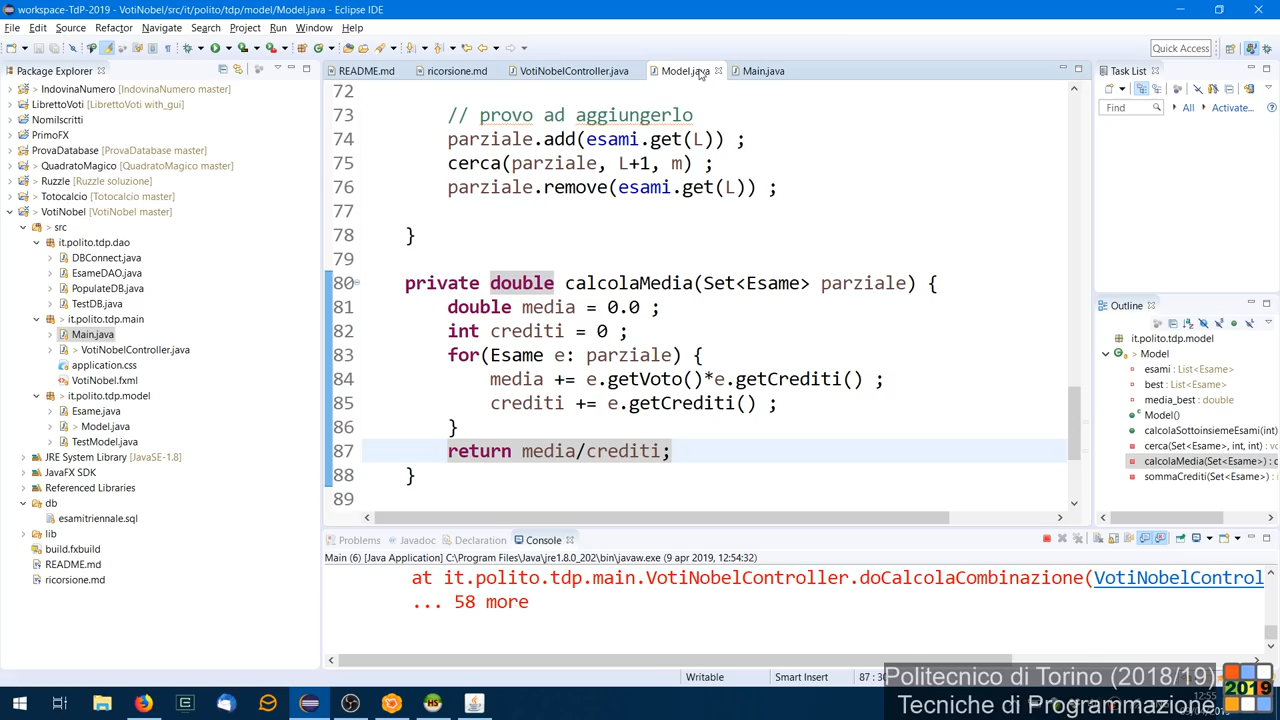 workspace-TdP-2019 - VotiNobel/src/it/polito/tdp/model/Model.java - Eclipse IDE
File Edit Source Refactor Navigate Search Project Run Window Help
Quick Access
Package Explorer
README.md ricorsione.md VotiNobelController.java Model.java Main.java
Task List
IndovinaNumero [IndovinaNumero master]
LibrettoVoti [LibrettoVoti with_gui]
NomiIscritti
PrimoFX
ProvaDatabase [ProvaDatabase master]
> QuadratoMagico [QuadratoMagico master]
Ruzzle [Ruzzle soluzione]
> Totocalcio [Totocalcio master]
> VotiNobel [VotiNobel master]
> src
it.polito.tdp.dao
DBConnect.java
EsameDAO.java
PopulateDB.java
TestDB.java
> it.polito.tdp.main
Main.java
> VotiNobelController.java
application.css
VotiNobel.fxml
> it.polito.tdp.model
Esame.java
> Model.java
TestModel.java
JRE System Library [JavaSE-1.8]
JavaFX SDK
Referenced Libraries
db
esamitriennale.sql
lib
build.fxbuild
README.md
ricorsione.md
72
73 // provo ad aggiungerlo
74 parziale.add(esami.get(L)) ;
75 cerca(parziale, L+1, m) ;
76 parziale.remove(esami.get(L)) ;
77
78 }
79
80 private double calcolaMedia(Set<Esame> parziale) {
81 double media = 0.0 ;
82 int crediti = 0 ;
83 for(Esame e: parziale) {
84 media += e.getVoto()*e.getCrediti() ;
85 crediti += e.getCrediti() ;
86 }
87 return media/crediti;
88 }
89
Find All Activate...
Outline
it.polito.tdp.model
> Model
esami : List<Esame>
best : List<Esame>
media_best : double
Model()
calcolaSottoinsiemeEsami(int)
cerca(Set<Esame>, int, int) :
calcolaMedia(Set<Esame>) : c
sommaCrediti(Set<Esame>) :
Problems Javadoc Declaration Console
Main (6) [Java Application] C:\Program Files\Java\jre1.8.0_202\bin\javaw.exe (9 apr 2019, 12:54:32)
at it.polito.tdp.main.VotiNobelController.doCalcolaCombinazione(VotiNobelControl
... 58 more
Writable Smart Insert
Politecnico di Torino (2018/19)
Tecniche di Programmazione
2019
12:55